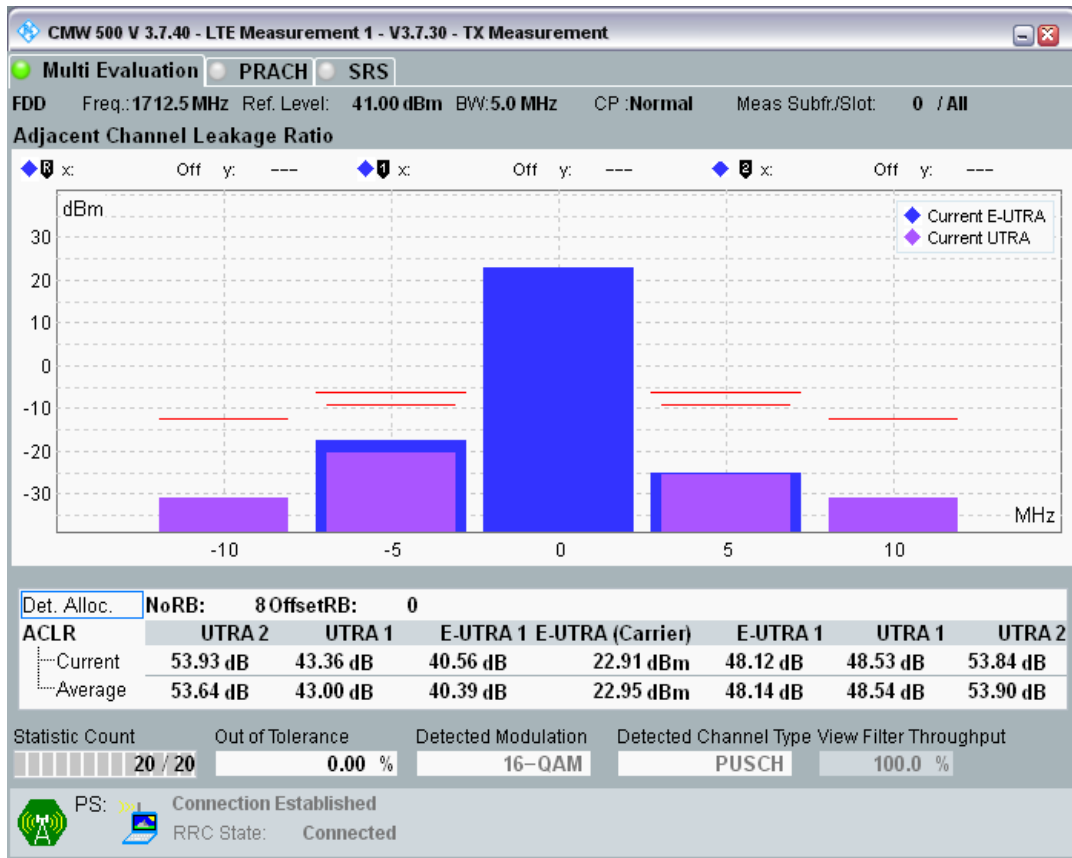 CMW 500 V 3.7.40 - LTE Measurement 1 - V3.7.30 - TX Measurement
Multi Evaluation PRACH SRS
FDD Freq.: 1712.5 MHz Ref. Level: 41.00 dBm BW: 5.0 MHz CP : Normal Meas Subfr./Slot: 0 / All
Adjacent Channel Leakage Ratio
R x: Off y: --- 1 x: Off y: --- 2 x: Off y: ---
dBm
Current E-UTRA
Current UTRA
30
20
10
0
-10
-20
-30
MHz
-10 -5 0 5 10
Det. Alloc. NoRB: 8 OffsetRB: 0
ACLR UTRA 2 UTRA 1 E-UTRA 1 E-UTRA (Carrier) E-UTRA 1 UTRA 1 UTRA 2
Current 53.93 dB 43.36 dB 40.56 dB 22.91 dBm 48.12 dB 48.53 dB 53.84 dB
Average 53.64 dB 43.00 dB 40.39 dB 22.95 dBm 48.14 dB 48.54 dB 53.90 dB
Statistic Count Out of Tolerance Detected Modulation Detected Channel Type View Filter Throughput
20 / 20 0.00 % 16-QAM PUSCH 100.0 %
PS: Connection Established
RRC State: Connected